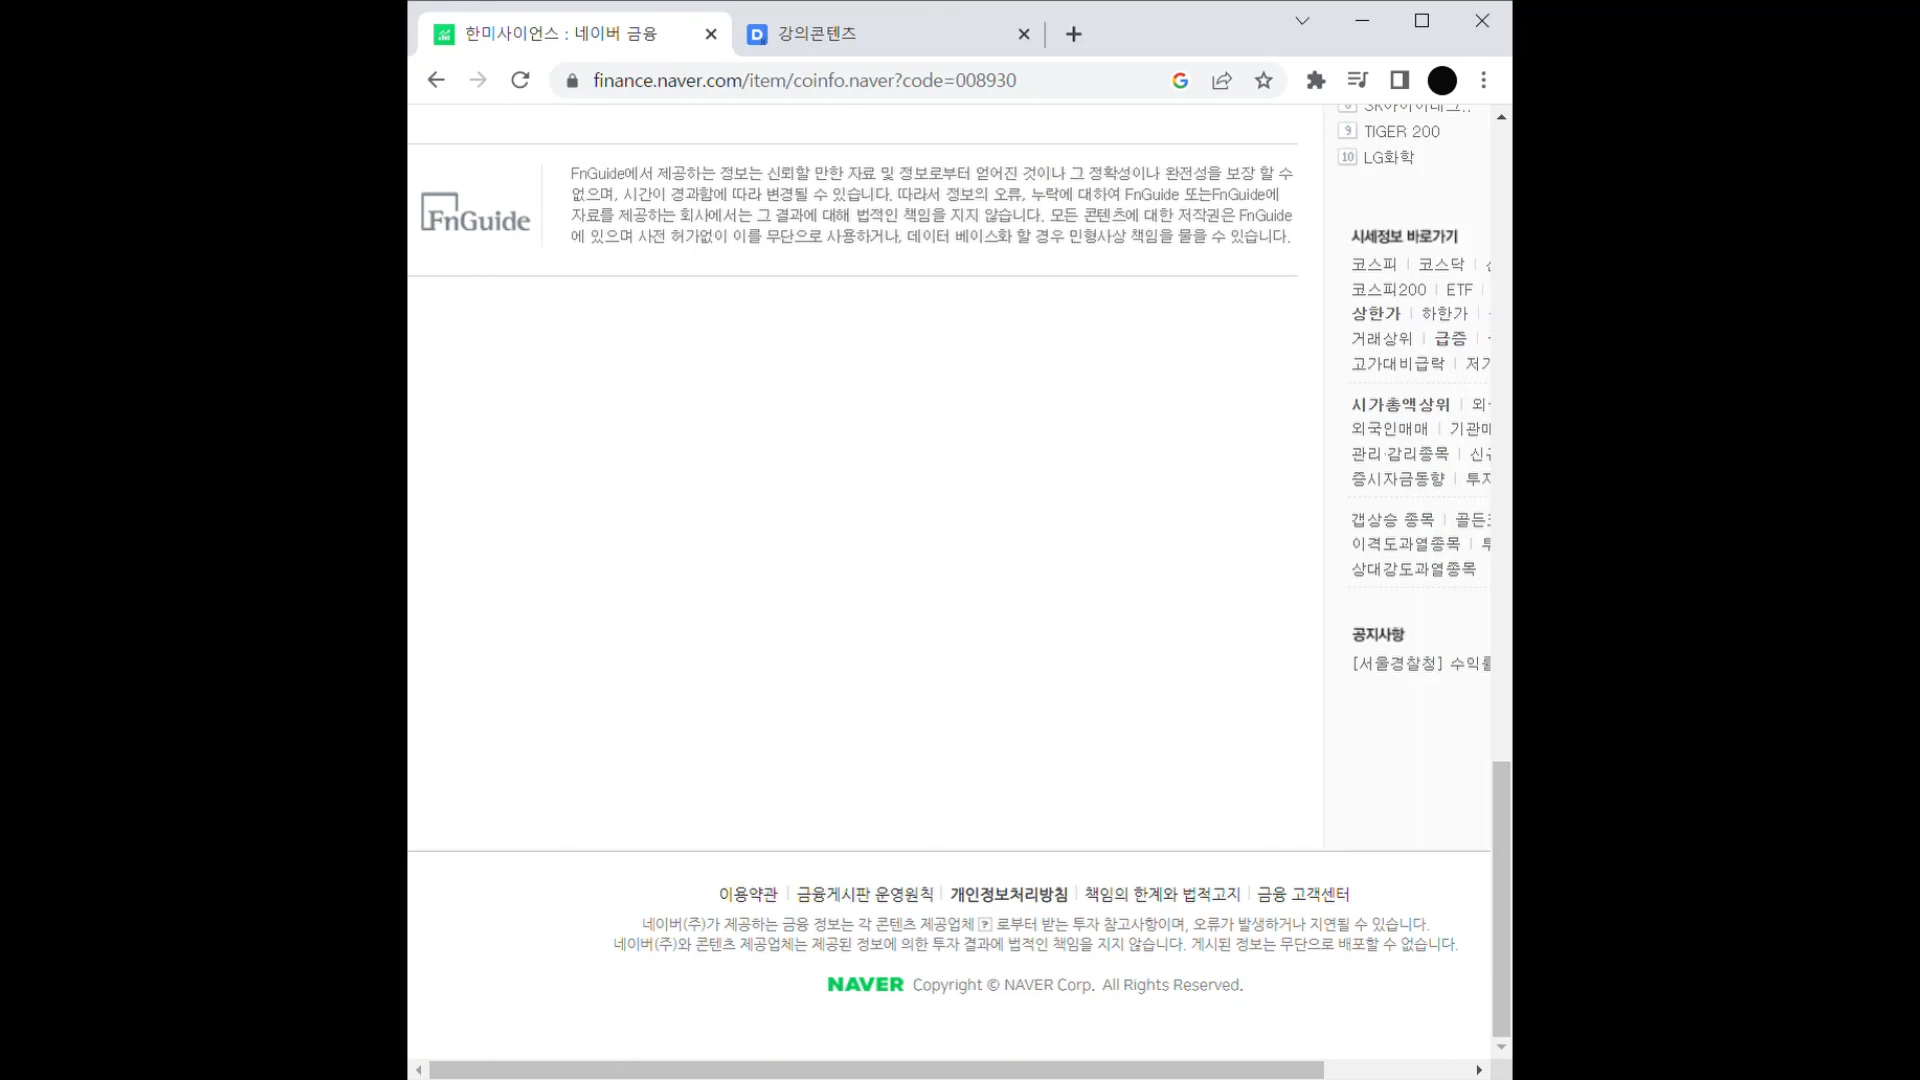 한미사이언스 : 네이버 금융
강의콘텐츠
finance.naver.com/item/coinfo.naver?code=008930
9 TIGER 200
10 LG화학
FnGuide
FnGuide에서 제공하는 정보는 신뢰할 만한 자료 및 정보로부터 얻어진 것이나 그 정확성이나 완전성을 보장 할 수
없으며, 시간이 경과함에 따라 변경될 수 있습니다. 따라서 정보의 오류, 누락에 대하여 FnGuide 또는FnGuide에
자료를 제공하는 회사에서는 그 결과에 대해 법적인 책임을 지지 않습니다. 모든 콘텐츠에 대한 저작권은 FnGuide
에 있으며 사전 허가없이 이를 무단으로 사용하거나, 데이터 베이스화 할 경우 민형사상 책임을 물을 수 있습니다.
시세정보 바로가기
코스피 | 코스닥 |
코스피200 | ETF |
상한가 | 하한가 |
거래상위 | 급증 |
고가대비급락 | 저가
시가총액상위 | 외
외국인매매 | 기관매
관리·감리종목 | 신규
증시자금동향 | 투자
갭상승 종목 | 골든
이격도과열종목 | 투
상대강도과열종목
공지사항
[서울경찰청] 수익률
이용약관 | 금융게시판 운영원칙 | 개인정보처리방침 | 책임의 한계와 법적고지 | 금융 고객센터
네이버(주)가 제공하는 금융 정보는 각 콘텐츠 제공업체 ? 로부터 받는 투자 참고사항이며, 오류가 발생하거나 지연될 수 있습니다.
네이버(주)와 콘텐츠 제공업체는 제공된 정보에 의한 투자 결과에 법적인 책임을 지지 않습니다. 게시된 정보는 무단으로 배포할 수 없습니다.
NAVER Copyright © NAVER Corp. All Rights Reserved.